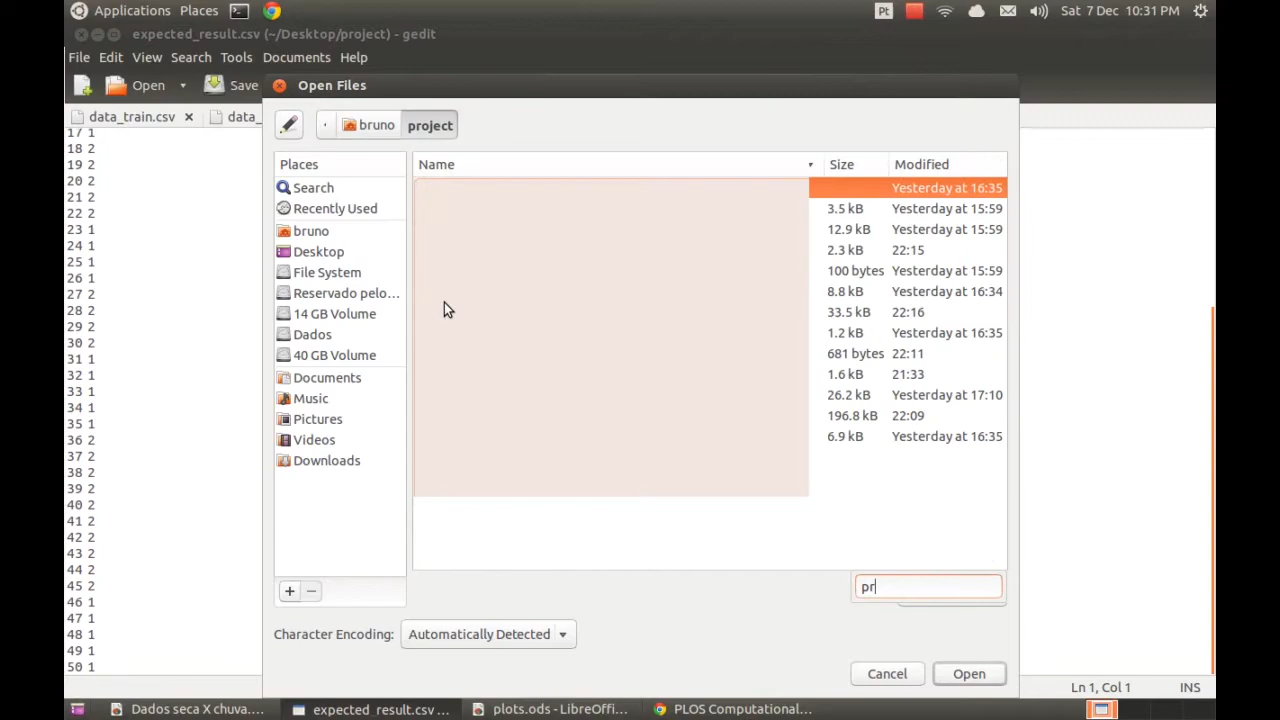 Applications Places Pt Sat 7 Dec 10:31 PM
expected_result.csv (~/Desktop/project) - gedit
File Edit View Search Tools Documents Help
Open Save Open Files
data_train.csv data_
bruno project
Places Name Size Modified
Search Yesterday at 16:35
Recently Used 3.5 kB Yesterday at 15:59
bruno 12.9 kB Yesterday at 15:59
Desktop 2.3 kB 22:15
File System 100 bytes Yesterday at 15:59
Reservado pelo... 8.8 kB Yesterday at 16:34
14 GB Volume 33.5 kB 22:16
Dados 1.2 kB Yesterday at 16:35
40 GB Volume 681 bytes 22:11
Documents 1.6 kB 21:33
Music 26.2 kB Yesterday at 17:10
Pictures 196.8 kB 22:09
Videos 6.9 kB Yesterday at 16:35
Downloads
17 1
18 2
19 2
20 2
21 2
22 2
23 1
24 1
25 1
26 1
27 2
28 2
29 2
30 2
31 1
32 1
33 1
34 1
35 1
36 2
37 2
38 2
39 2
40 2
41 2
42 2
43 2
44 2
45 2
46 1
47 1
48 1
49 1
50 1
pr
Character Encoding: Automatically Detected
Cancel Open
Ln 1, Col 1 INS
Dados seca X chuva.... expected_result.csv ... plots.ods - LibreOffi... PLOS Computational...